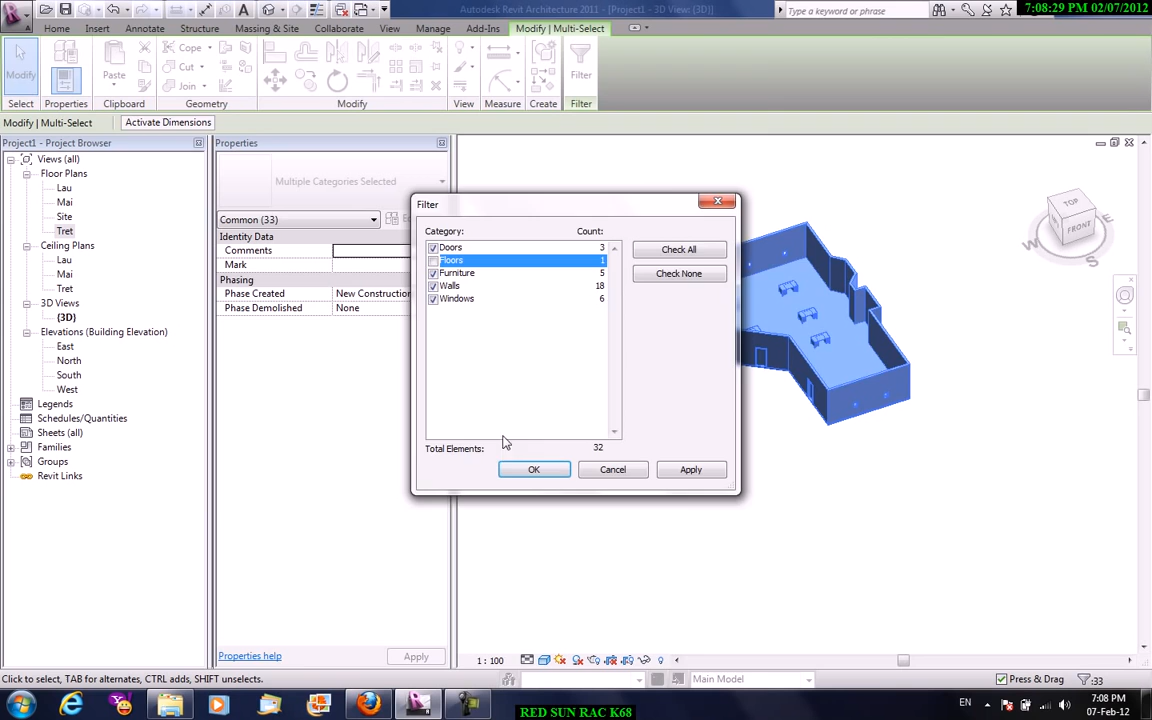 Autodesk Revit Architecture 2011 - [Project1 - 3D View: {3D}]
Type a keyword or phrase
7:08:29 PM 02/07/2012
Home Insert Annotate Structure Massing & Site Collaborate View Manage Add-Ins Modify | Multi-Select
Modify
Paste
Cope
Cut
Join
Filter
Select Properties Clipboard Geometry Modify View Measure Create Filter
Modify | Multi-Select Activate Dimensions
Project1 - Project Browser
Views (all)
Floor Plans
Lau
Mai
Site
Tret
Ceiling Plans
Lau
Mai
Tret
3D Views
{3D}
Elevations (Building Elevation)
East
North
South
West
Legends
Schedules/Quantities
Sheets (all)
Families
Groups
Revit Links
Properties
Multiple Categories Selected
Common (33)
Identity Data
Comments
Mark
Phasing
Phase Created New Construction
Phase Demolished None
Properties help Apply
Filter
Category: Count:
Doors 3
Floors 1
Furniture 5
Walls 18
Windows 6
Check All
Check None
Total Elements: 32
OK Cancel Apply
TOP
FRONT
W
E
S
1 : 100
Click to select, TAB for alternates, CTRL adds, SHIFT unselects.
Main Model
Press & Drag
:33
EN
7:08 PM
07-Feb-12
RED SUN RAC K68